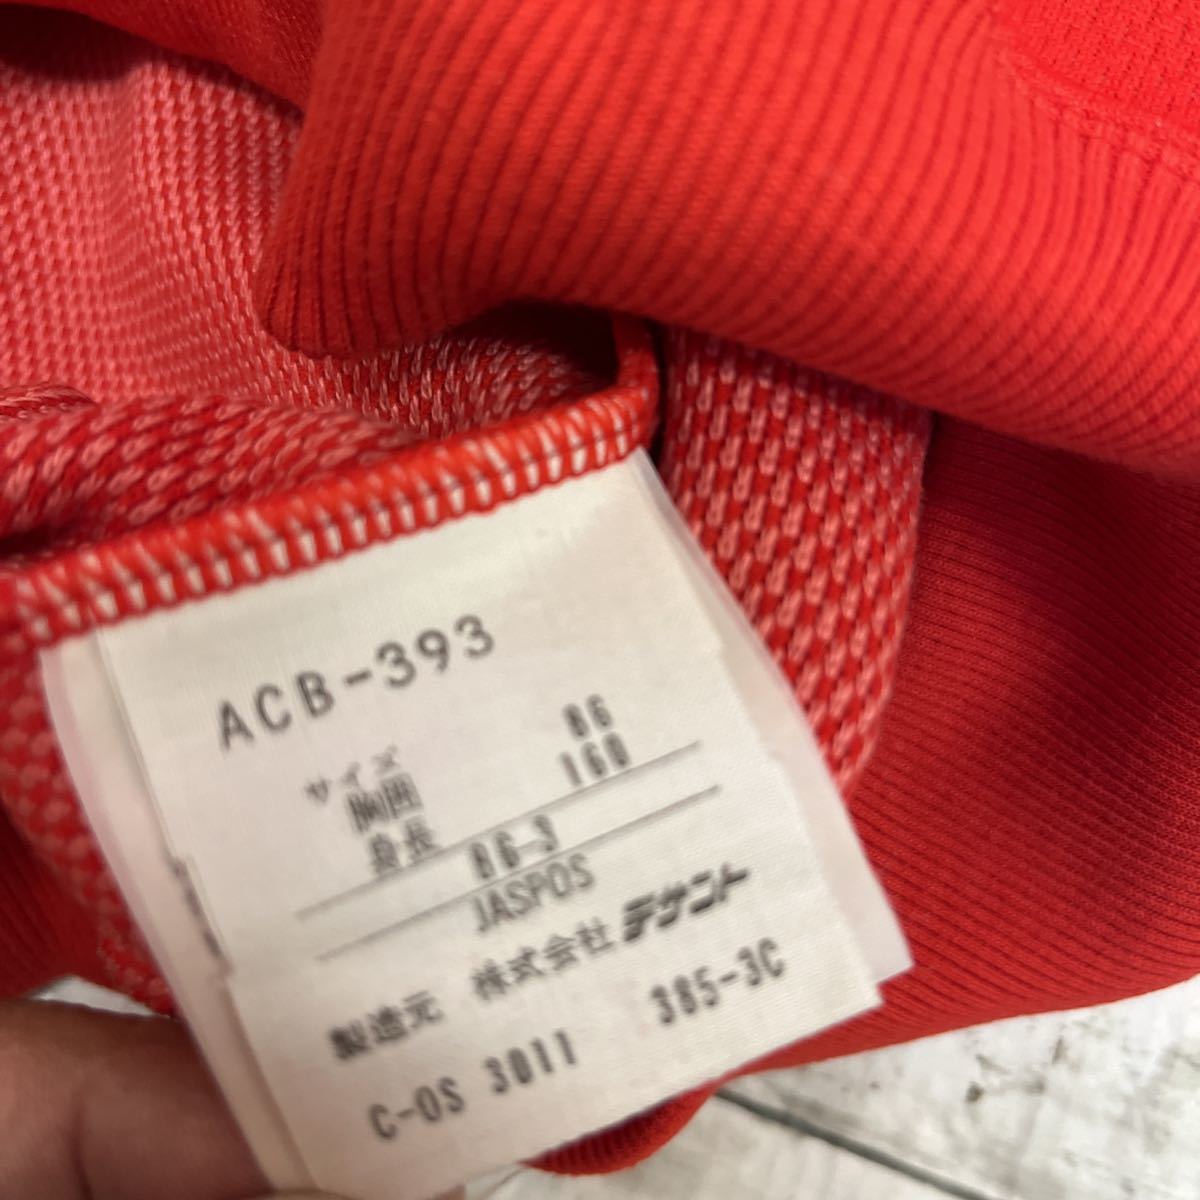 ACB-393
サイズ
胸囲 86
身長 160
86-3
JASPOS
製造元 株式会社 デサント
C-OS 3011 385-3C